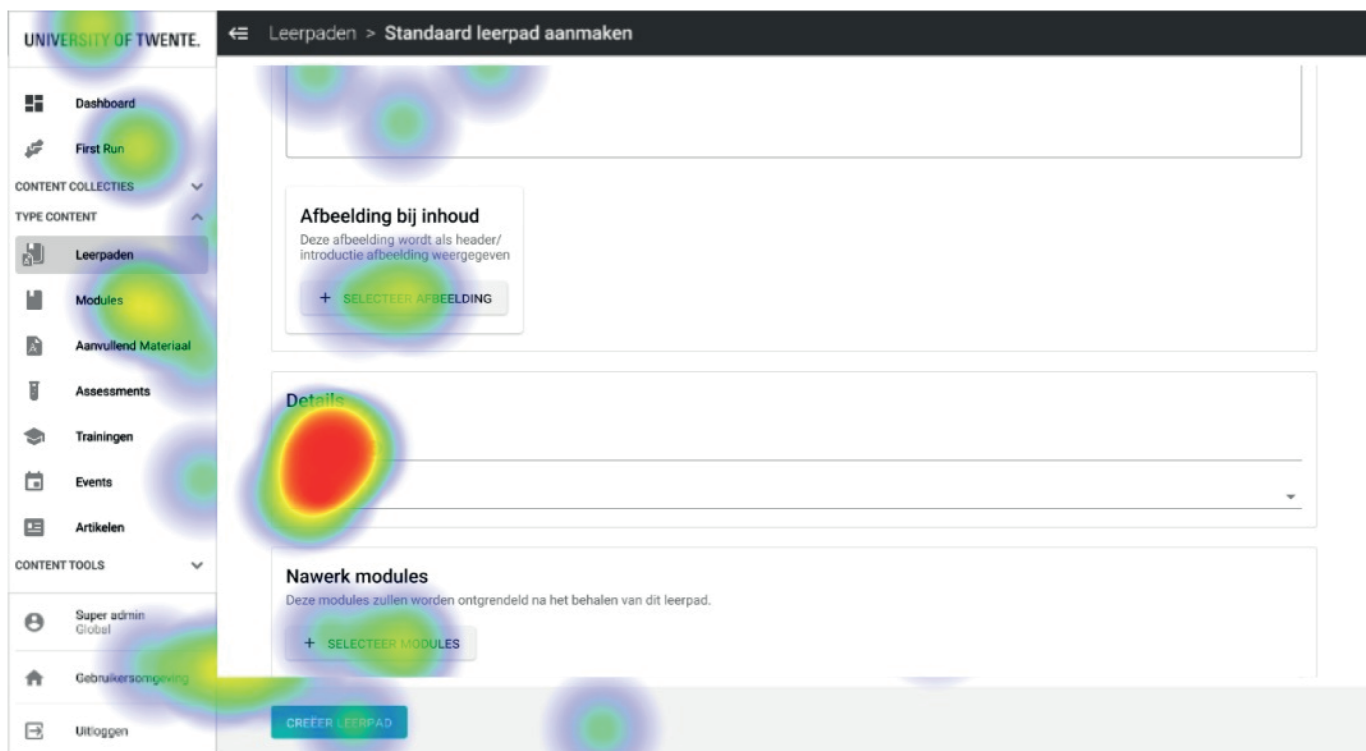 UNIVERSITY OF TWENTE.
Leerpaden > Standaard leerpad aanmaken
Dashboard
First Run
CONTENT COLLECTIES
TYPE CONTENT
Leerpaden
Modules
Aanvullend Materiaal
Assessments
Trainingen
Events
Artikelen
CONTENT TOOLS
Super admin
Global
Gebruikersomgeving
Uitloggen
Afbeelding bij inhoud
Deze afbeelding wordt als header/
introductie afbeelding weergegeven
+ SELECTEER AFBEELDING
Details
Nawerk modules
Deze modules zullen worden ontgrendeld na het behalen van dit leerpad.
+ SELECTEER MODULES
CREËER LEERPAD